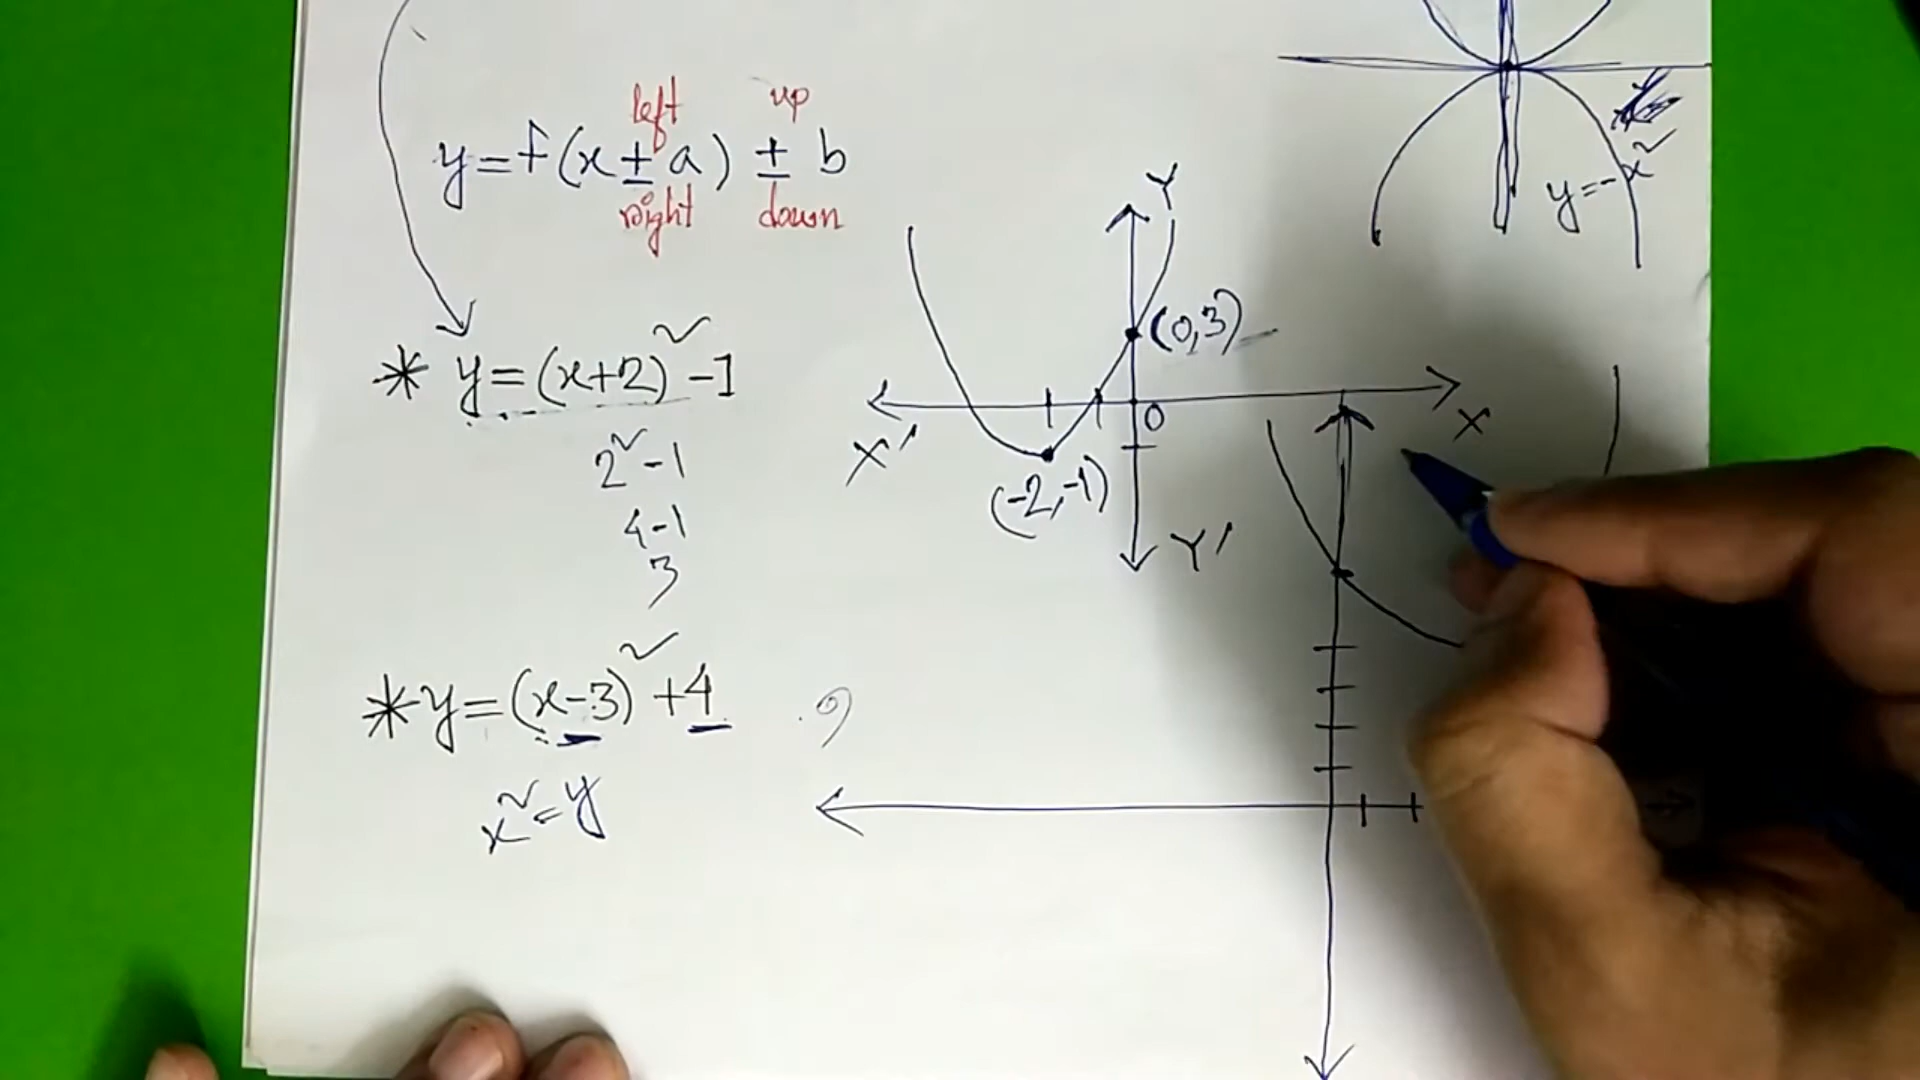 left up
y=f(x±a)±b
right down
y=-x²
* y=(x+2)²-1
2²-1
4-1
3
Y
(0,3)
X' O X
(-2,-1)
Y'
* y=(x-3)²+4
x²=y